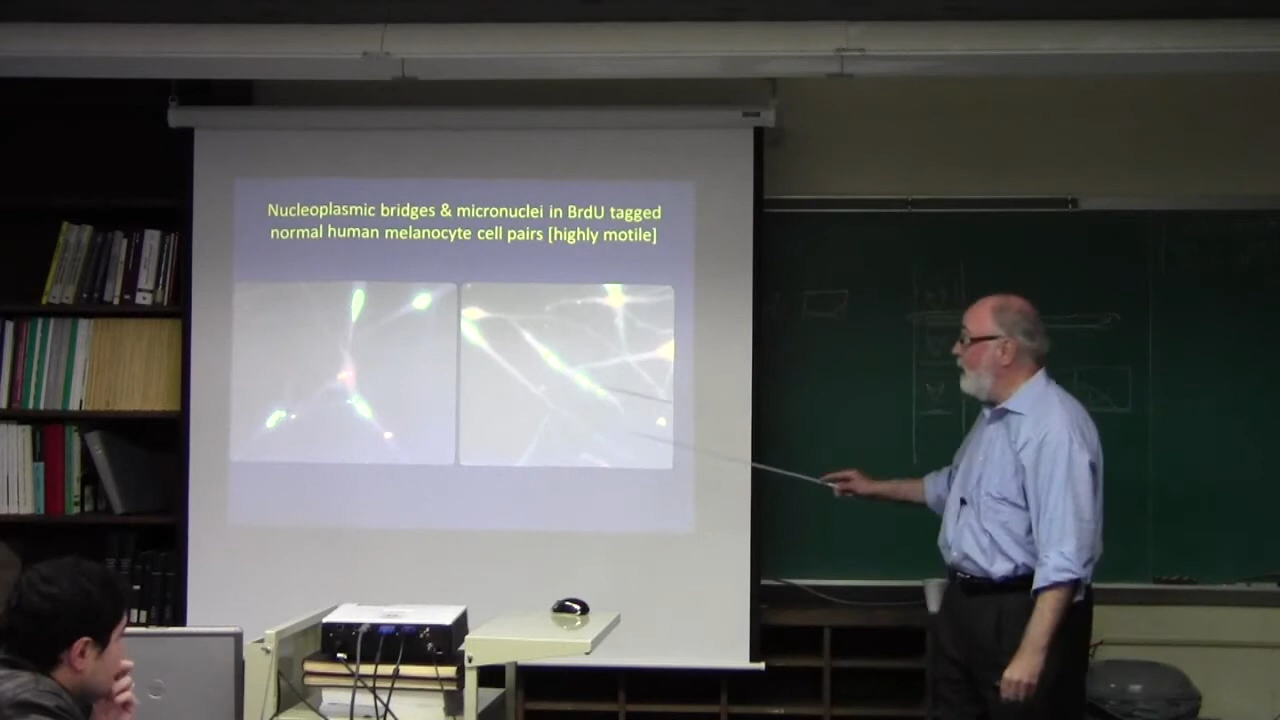 Nucleoplasmic bridges & micronuclei in BrdU tagged
normal human melanocyte cell pairs [highly motile]